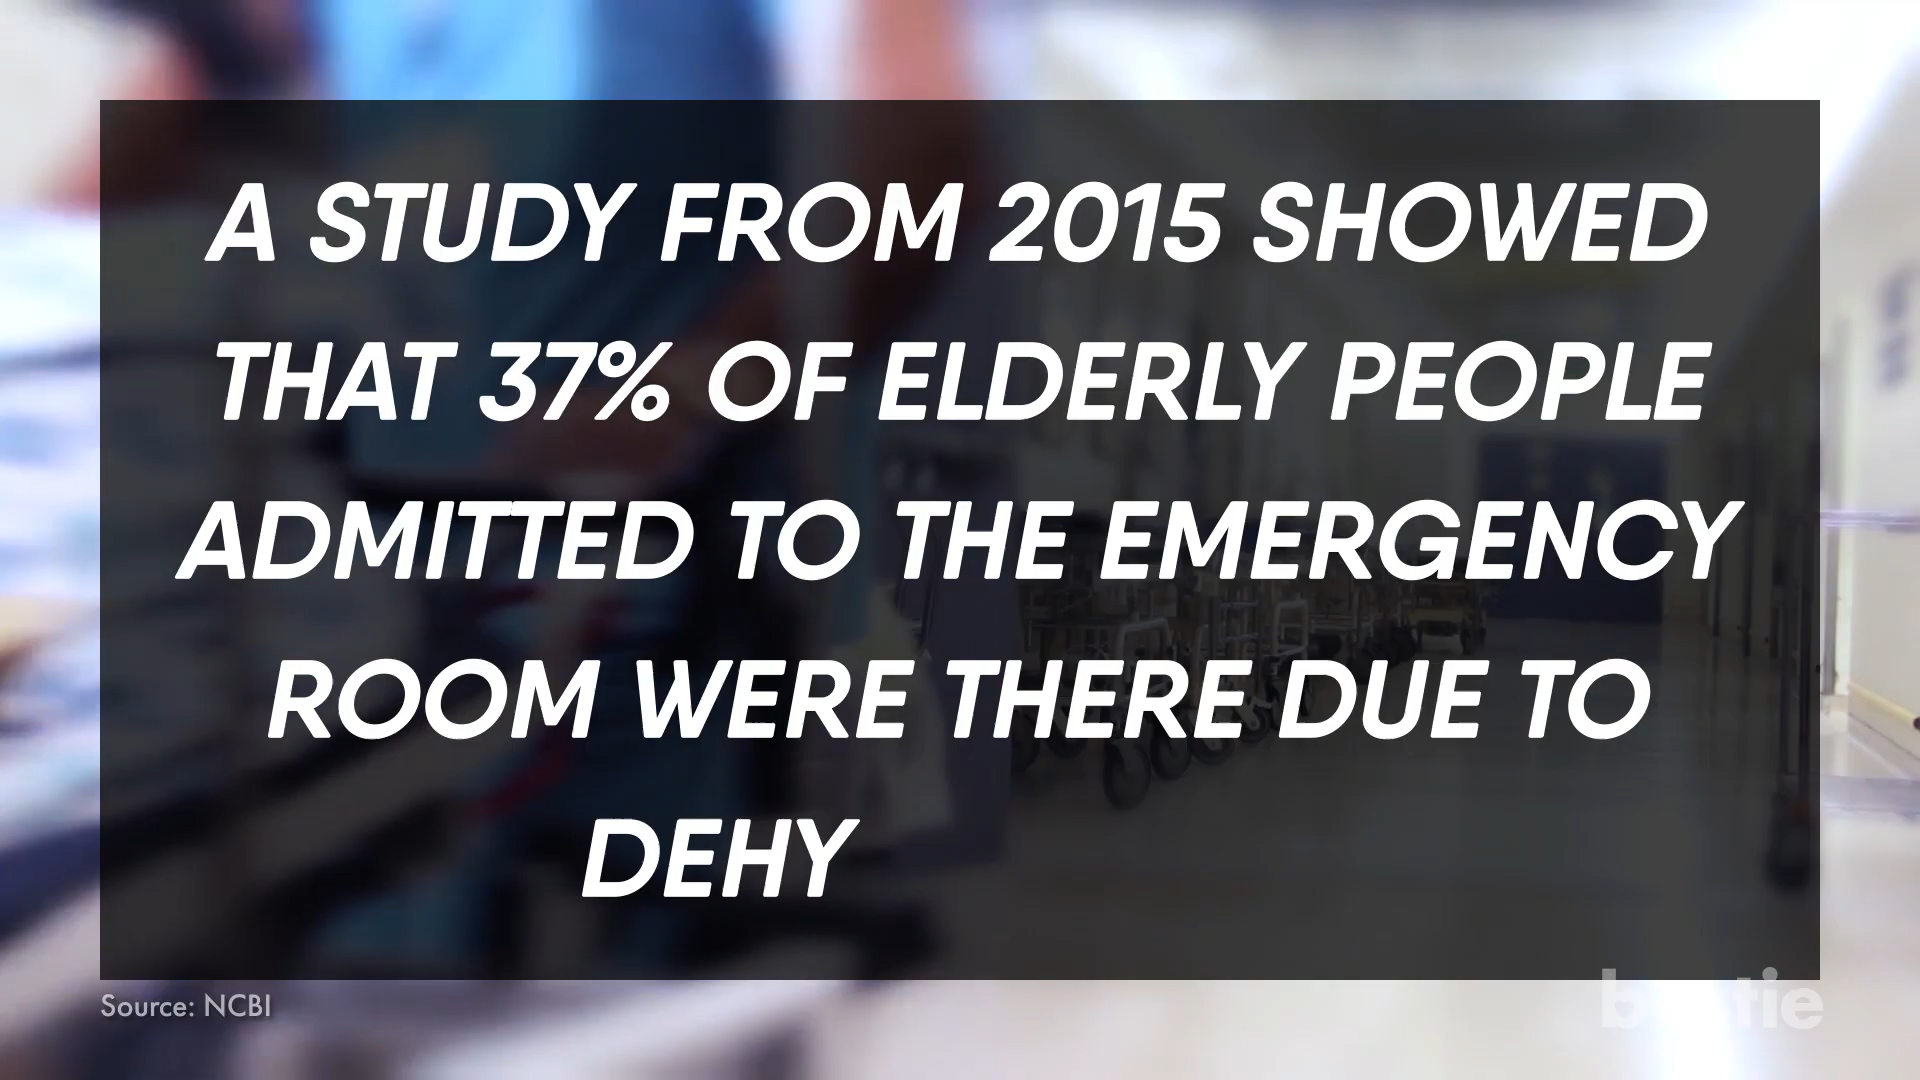 A STUDY FROM 2015 SHOWED
THAT 37% OF ELDERLY PEOPLE
ADMITTED TO THE EMERGENCY
ROOM WERE THERE DUE TO
DEHY
Source: NCBI